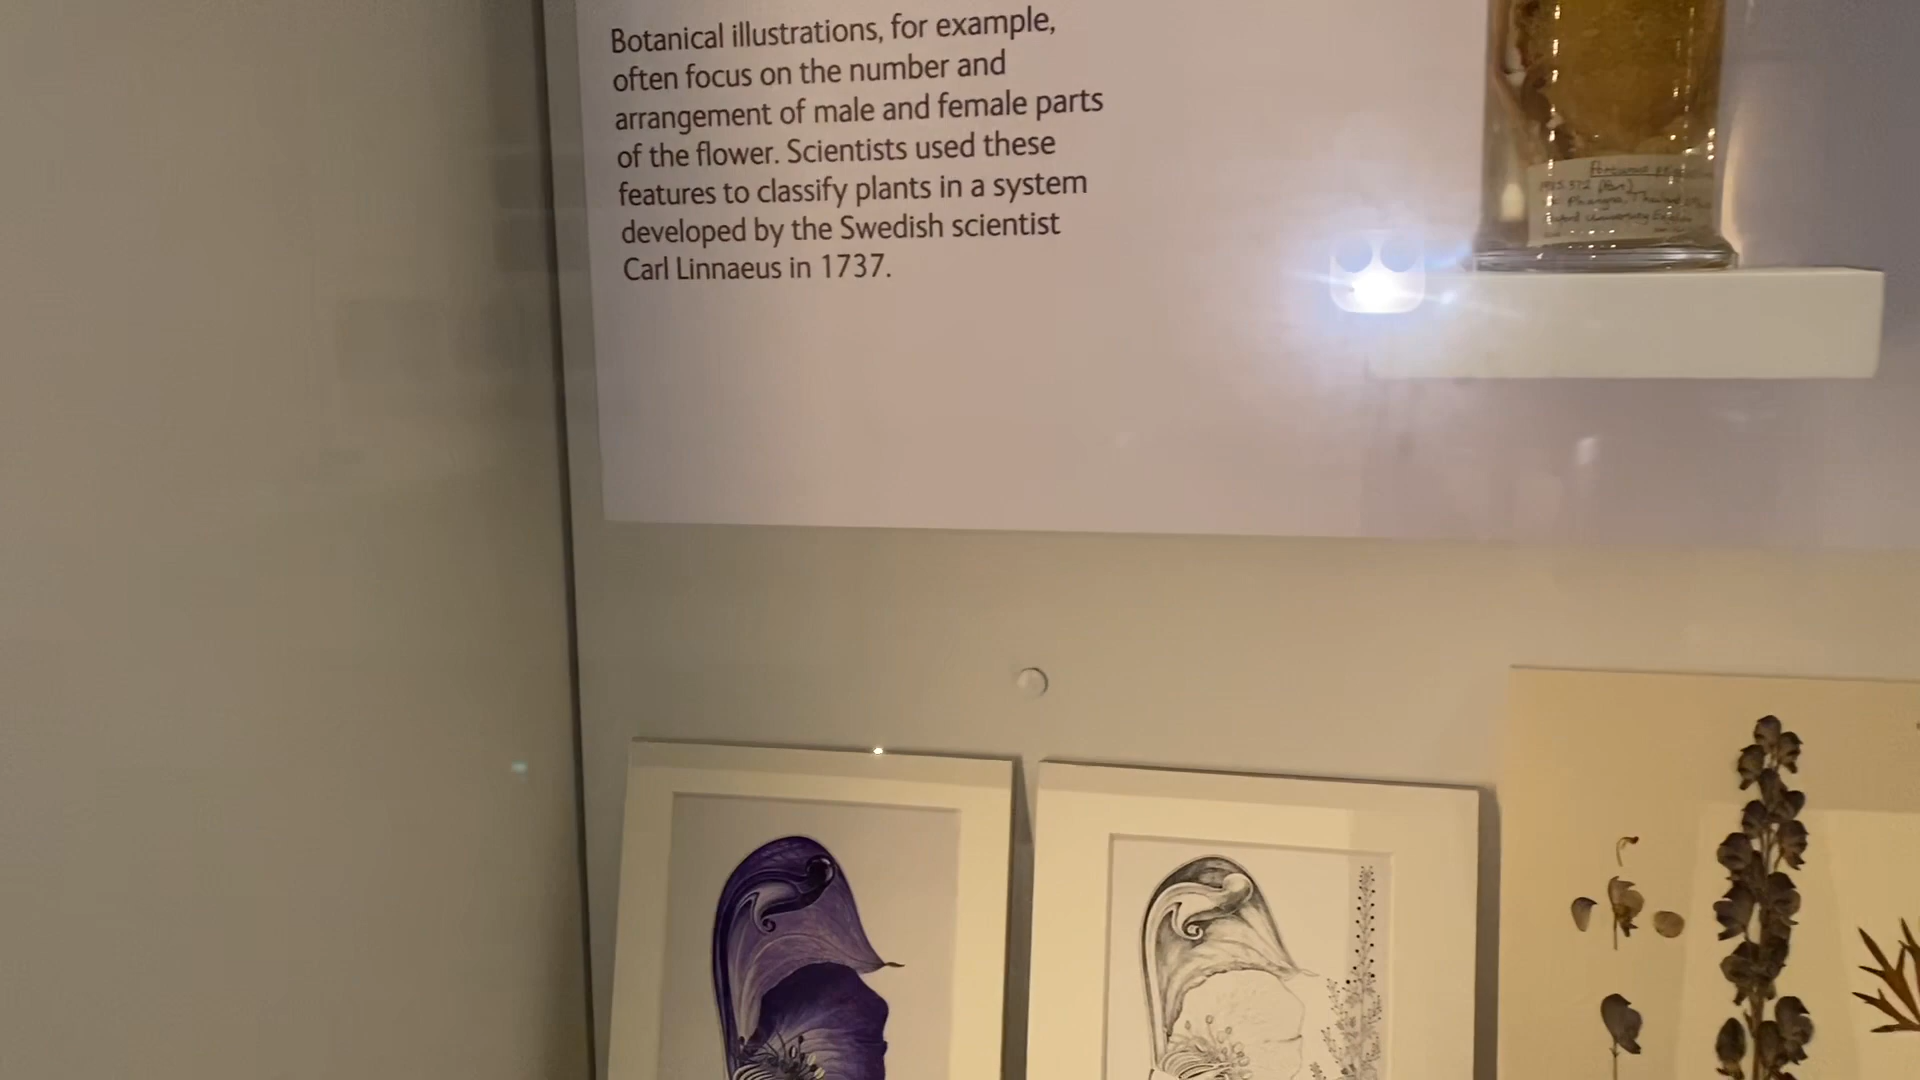 Botanical illustrations, for example,
often focus on the number and
arrangement of male and female parts
of the flower. Scientists used these
features to classify plants in a system
developed by the Swedish scientist
Carl Linnaeus in 1737.